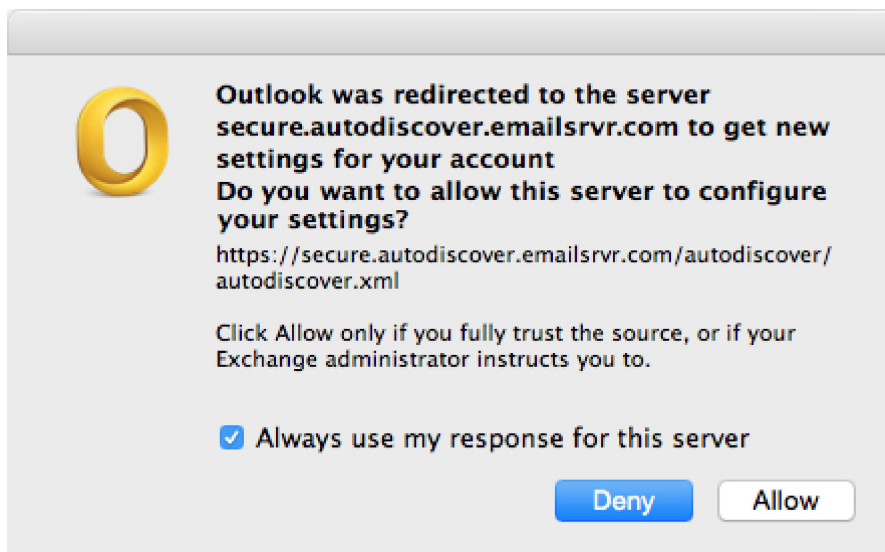 Outlook was redirected to the server
secure.autodiscover.emailsrvr.com to get new
settings for your account
Do you want to allow this server to configure
your settings?
https://secure.autodiscover.emailsrvr.com/autodiscover/
autodiscover.xml
Click Allow only if you fully trust the source, or if your
Exchange administrator instructs you to.
Always use my response for this server
Deny
Allow